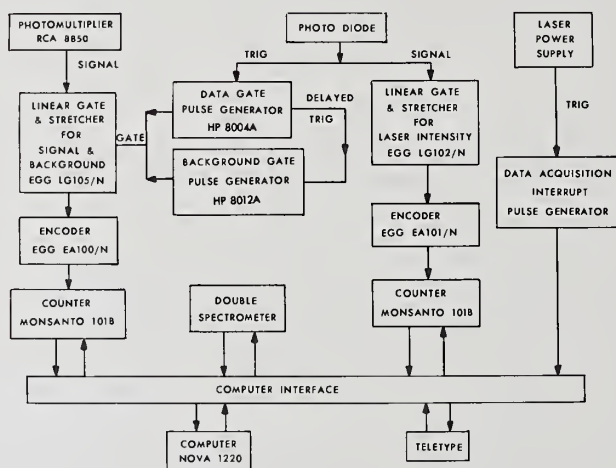 PHOTOMULTIPLIER
RCA 8850
SIGNAL
LINEAR GATE
& STRETCHER
FOR
SIGNAL &
BACKGROUND
EGG LG105/N
ENCODER
EGG EA100/N
COUNTER
MONSANTO 101B
PHOTO DIODE
TRIG
SIGNAL
DATA GATE
PULSE GENERATOR
HP 8004A
DELAYED
TRIG
GATE
BACKGROUND GATE
PULSE GENERATOR
HP 8012A
LINEAR GATE
& STRETCHER
FOR
LASER INTENSITY
EGG LG102/N
ENCODER
EGG EA101/N
COUNTER
MONSANTO 101B
LASER
POWER
SUPPLY
TRIG
DATA ACQUISITION
INTERRUPT
PULSE GENERATOR
DOUBLE
SPECTROMETER
COMPUTER INTERFACE
COMPUTER
NOVA 1220
TELETYPE